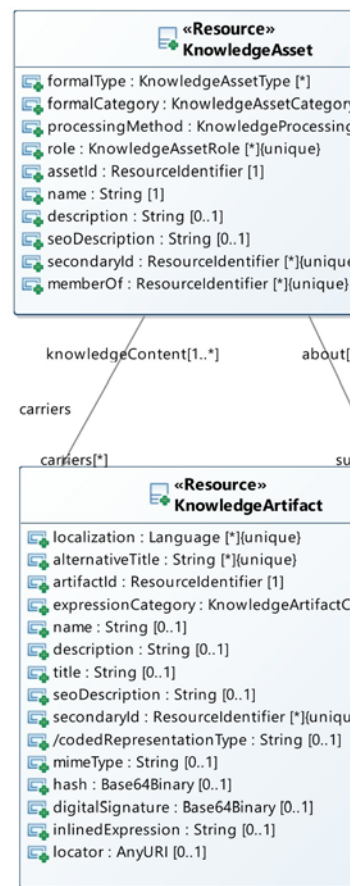 «Resource»
KnowledgeAsset
formalType : KnowledgeAssetType [*]
formalCategory : KnowledgeAssetCategory
processingMethod : KnowledgeProcessing
role : KnowledgeAssetRole [*]{unique}
assetId : ResourceIdentifier [1]
name : String [1]
description : String [0..1]
seoDescription : String [0..1]
secondaryId : ResourceIdentifier [*]{unique
memberOf : ResourceIdentifier [*]{unique}
knowledgeContent[1..*] about[
carriers
carriers[*] su
«Resource»
KnowledgeArtifact
localization : Language [*]{unique}
alternativeTitle : String [*]{unique}
artifactId : ResourceIdentifier [1]
expressionCategory : KnowledgeArtifactC
name : String [0..1]
description : String [0..1]
title : String [0..1]
seoDescription : String [0..1]
secondaryId : ResourceIdentifier [*]{uniqu
/codedRepresentationType : String [0..1]
mimeType : String [0..1]
hash : Base64Binary [0..1]
digitalSignature : Base64Binary [0..1]
inlinedExpression : String [0..1]
locator : AnyURI [0..1]